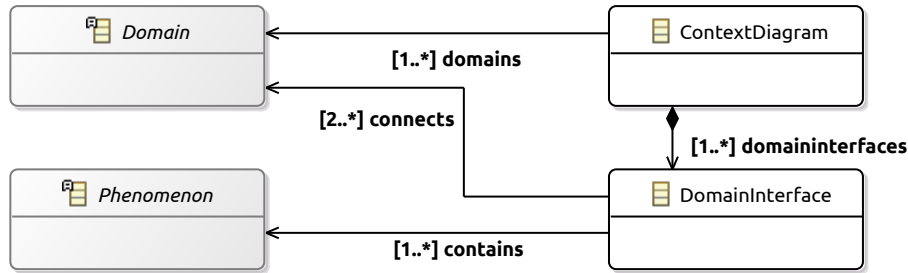 Domain
ContextDiagram
[1..*] domains
[2..*] connects
[1..*] domaininterfaces
Phenomenon
DomainInterface
[1..*] contains